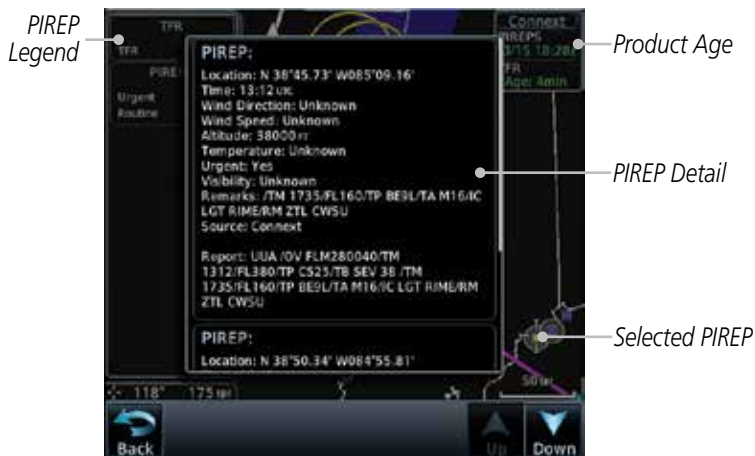 PIREP
Legend
TFR
TFR
PIRE
Urgent
Routine
PIREP:
Location: N 38°45.73' W085°09.16'
Time: 13:12 UTC
Wind Direction: Unknown
Wind Speed: Unknown
Altitude: 38000 FT
Temperature: Unknown
Urgent: Yes
Visibility: Unknown
Remarks: /TM 1735/FL160/TP BE9L/TA M16/IC
LGT RIME/RM ZTL CWSU
Source: Connext
Report: UUA /OV FLM280040/TM
1312/FL380/TP C525/TB SEV 38 /TM
1735/FL160/TP BE9L/TA M16/IC LGT RIME/RM
ZTL CWSU
PIREP:
Location: N 38°50.34' W084°55.81'
Connext
PIREPS
/15 18:28
Age: 4min
Product Age
PIREP Detail
Selected PIREP
118° 175
50
Back
Up
Down